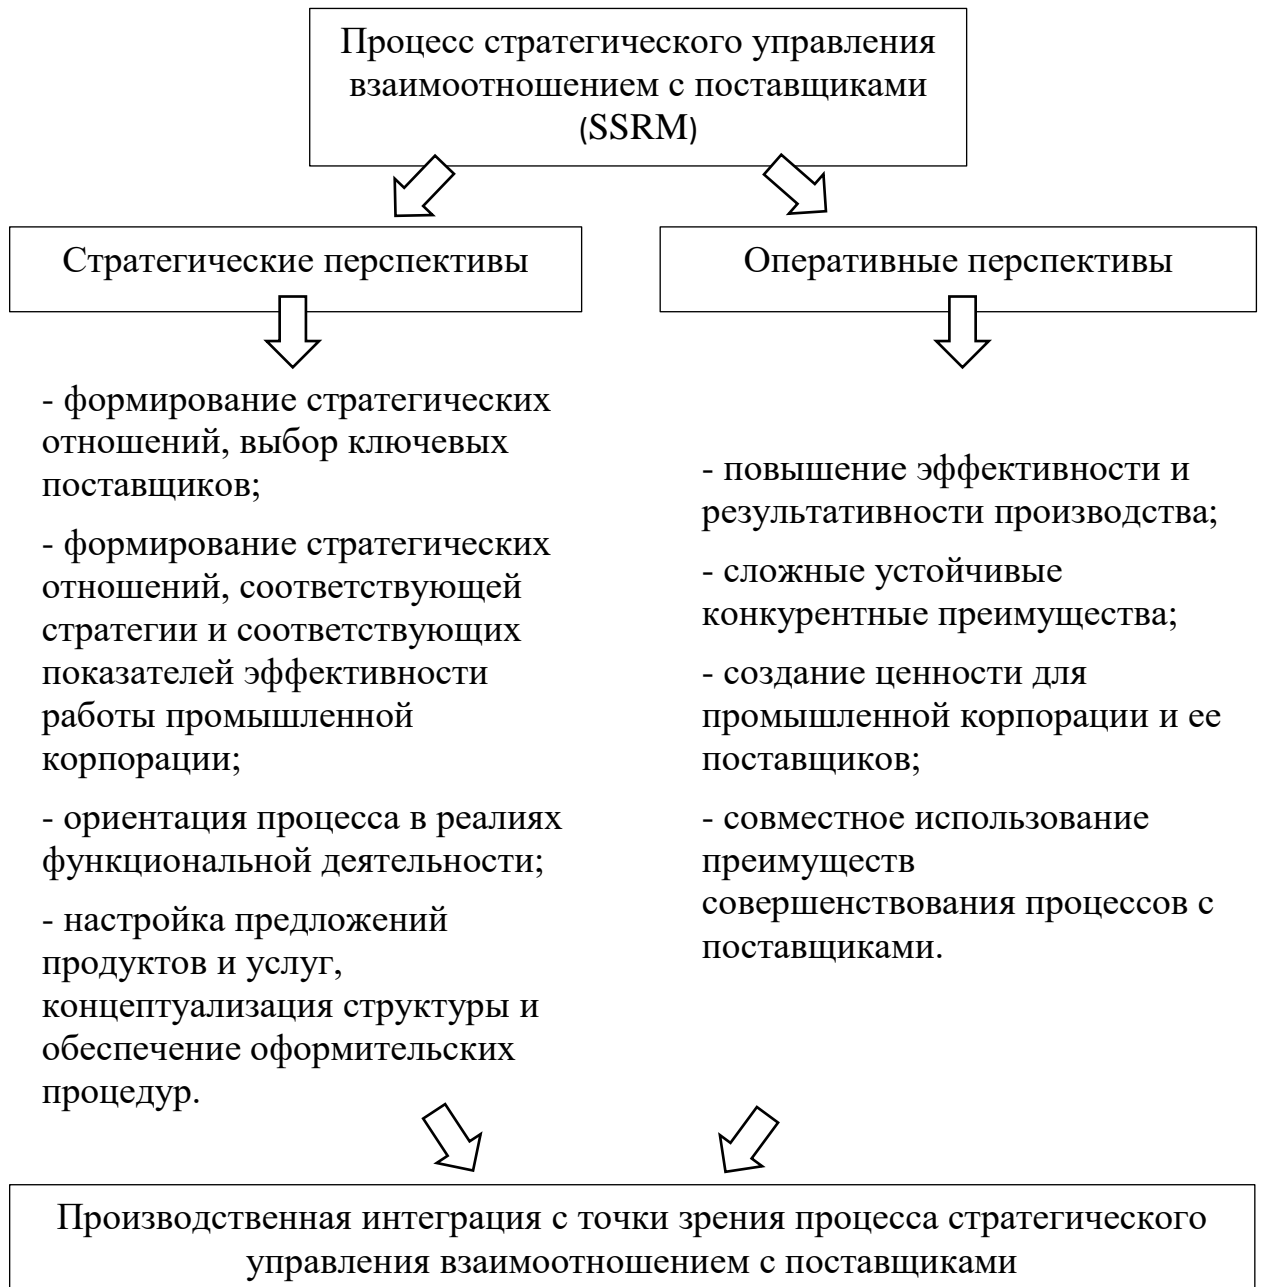 Процесс стратегического управления
взаимоотношением с поставщиками
(SSRM)
Стратегические перспективы
Оперативные перспективы
- формирование стратегических
отношений, выбор ключевых
поставщиков;
- формирование стратегических
отношений, соответствующей
стратегии и соответствующих
показателей эффективности
работы промышленной
корпорации;
- ориентация процесса в реалиях
функциональной деятельности;
- настройка предложений
продуктов и услуг,
концептуализация структуры и
обеспечение оформительских
процедур.
- повышение эффективности и
результативности производства;
- сложные устойчивые
конкурентные преимущества;
- создание ценности для
промышленной корпорации и ее
поставщиков;
- совместное использование
преимуществ
совершенствования процессов с
поставщиками.
Производственная интеграция с точки зрения процесса стратегического
управления взаимоотношением с поставщиками